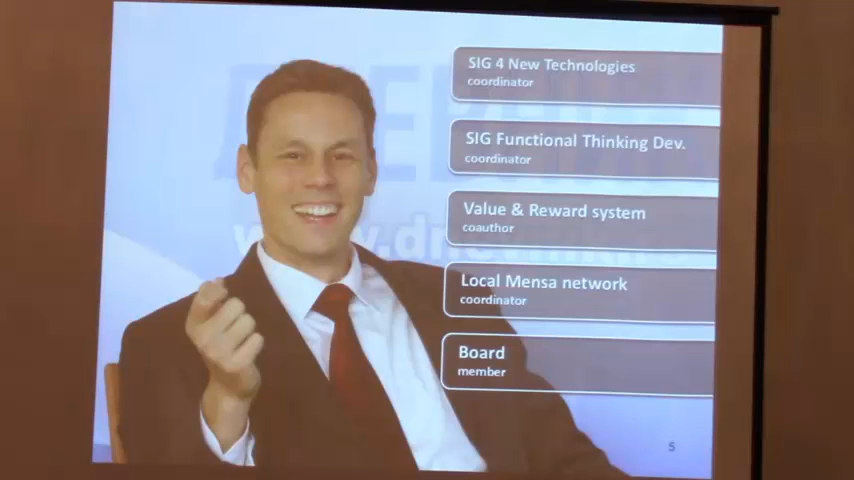 SIG 4 New Technologies
coordinator
SIG Functional Thinking Dev.
coordinator
Value & Reward system
coauthor
Local Mensa network
coordinator
Board
member
5